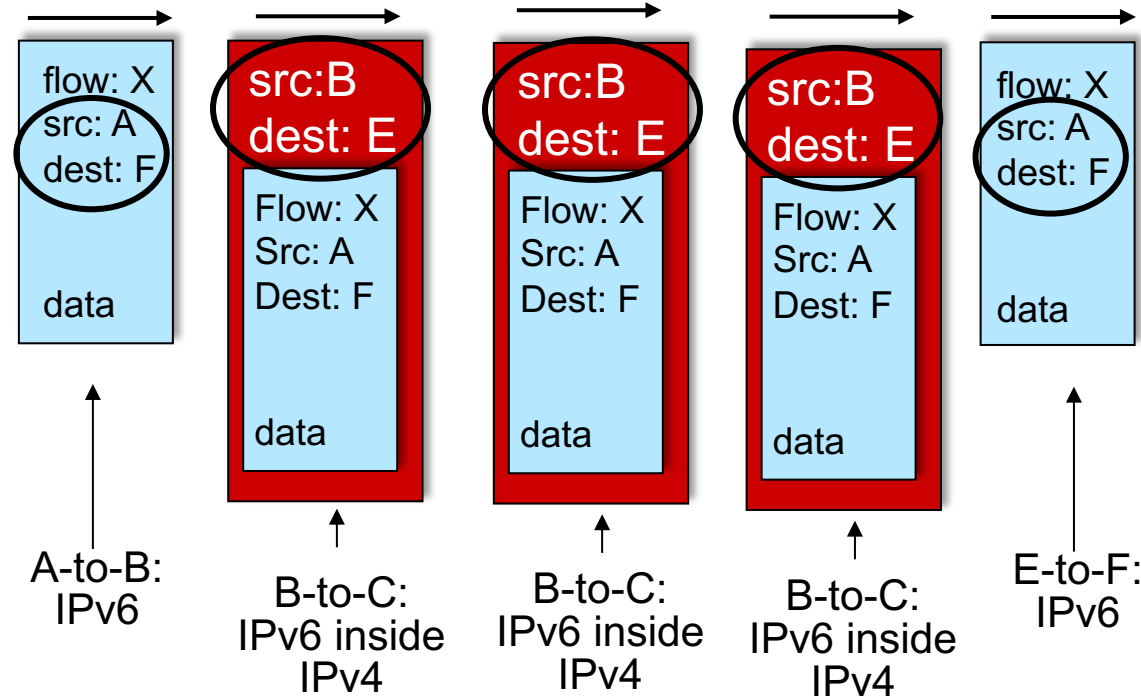 flow: X
src: A
dest: F
data
src:B
dest: E
Flow: X
Src: A
Dest: F
data
src:B
dest: E
Flow: X
Src: A
Dest: F
data
src:B
dest: E
Flow: X
Src: A
Dest: F
data
flow: X
src: A
dest: F
data
A-to-B:
IPv6
B-to-C:
IPv6 inside
IPv4
B-to-C:
IPv6 inside
IPv4
B-to-C:
IPv6 inside
IPv4
E-to-F:
IPv6